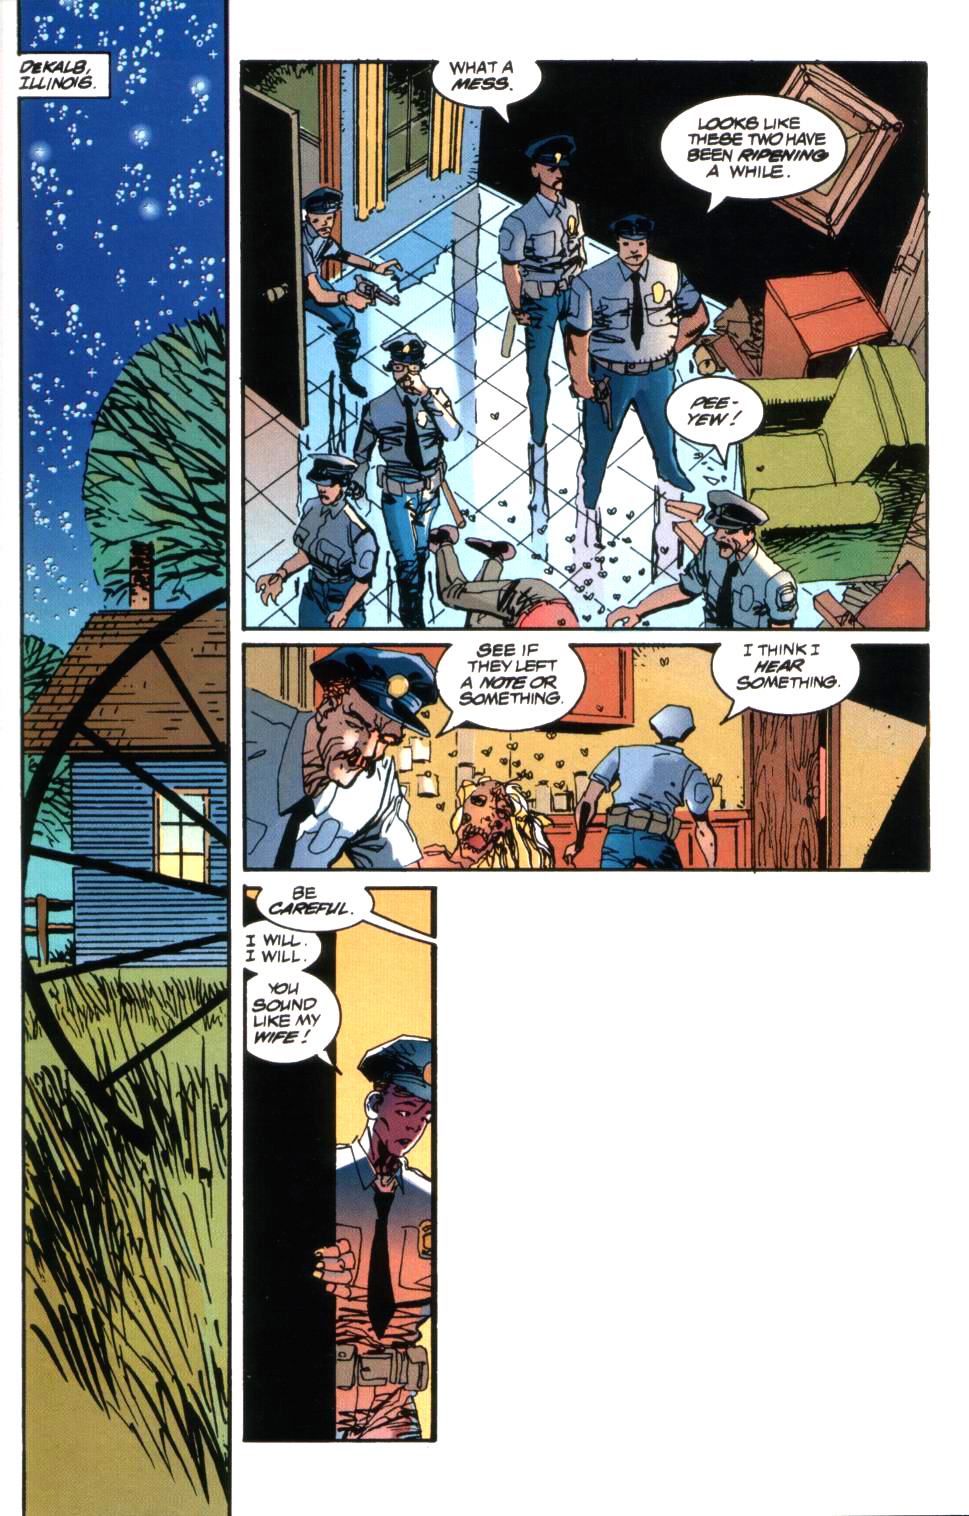 DEKALB,
ILLINOIS.
WHAT A
MESS.
LOOKS LIKE
THESE TWO HAVE
BEEN RIPENING
A WHILE.
PEE-
YEW!
SEE IF
THEY LEFT
A NOTE OR
SOMETHING.
I THINK I
HEAR
SOMETHING.
BE
CAREFUL.
I WILL.
I WILL.
YOU
SOUND
LIKE MY
WIFE!